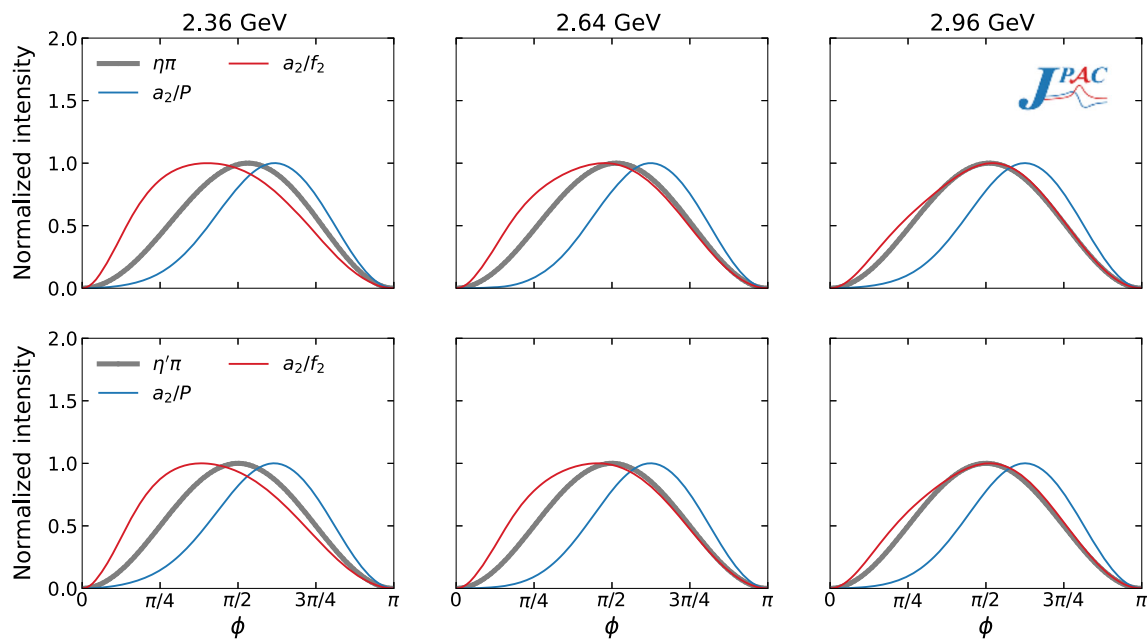 2.36 GeV 2.64 GeV 2.96 GeV
Normalized intensity
2.0
1.5
1.0
0.5
0.0
ηπ a₂/f₂
a₂/P
JPAC
Normalized intensity
2.0
1.5
1.0
0.5
0.0
η′π a₂/f₂
a₂/P
0 π/4 π/2 3π/4 π 0 π/4 π/2 3π/4 π 0 π/4 π/2 3π/4 π
ϕ ϕ ϕ